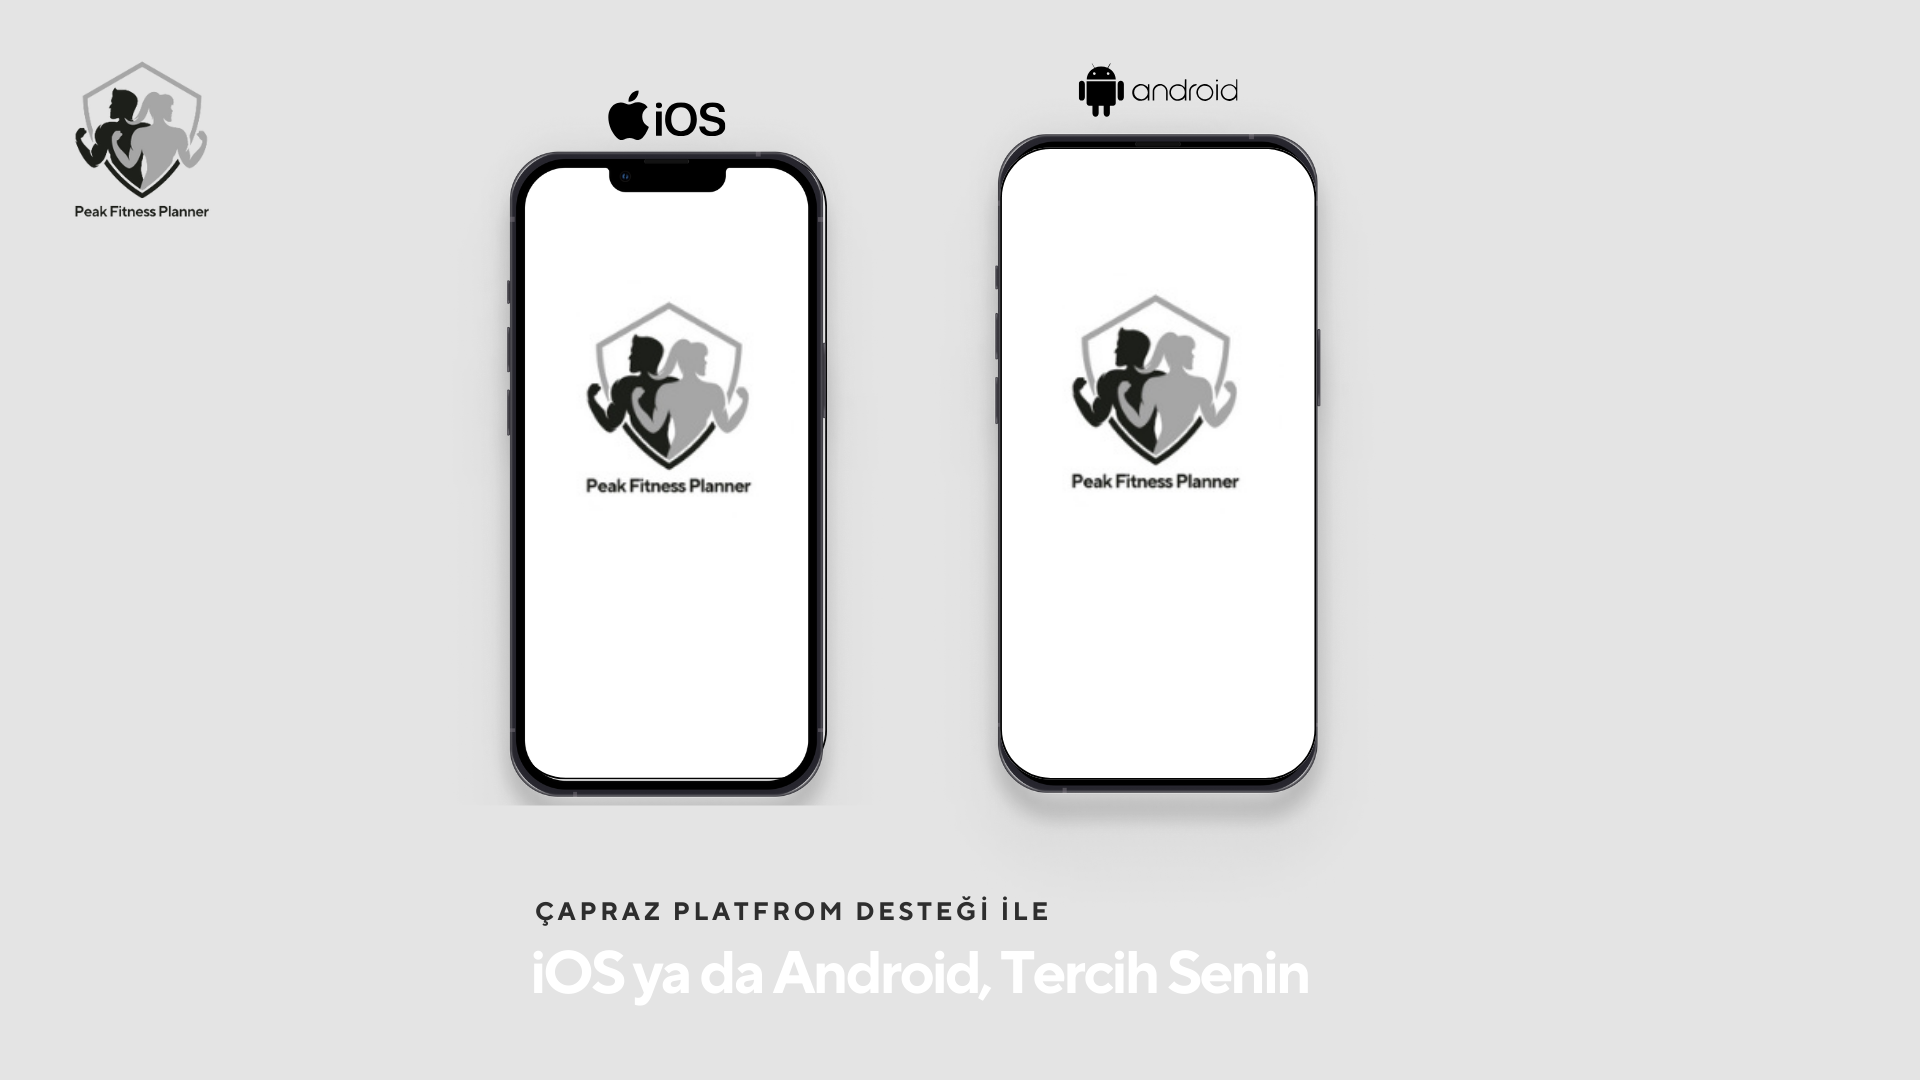 android
iOS
Peak Fitness Planner
Peak Fitness Planner
Peak Fitness Planner
ÇAPRAZ PLATFROM DESTEĞİ İLE
iOS ya da Android, Tercih Senin